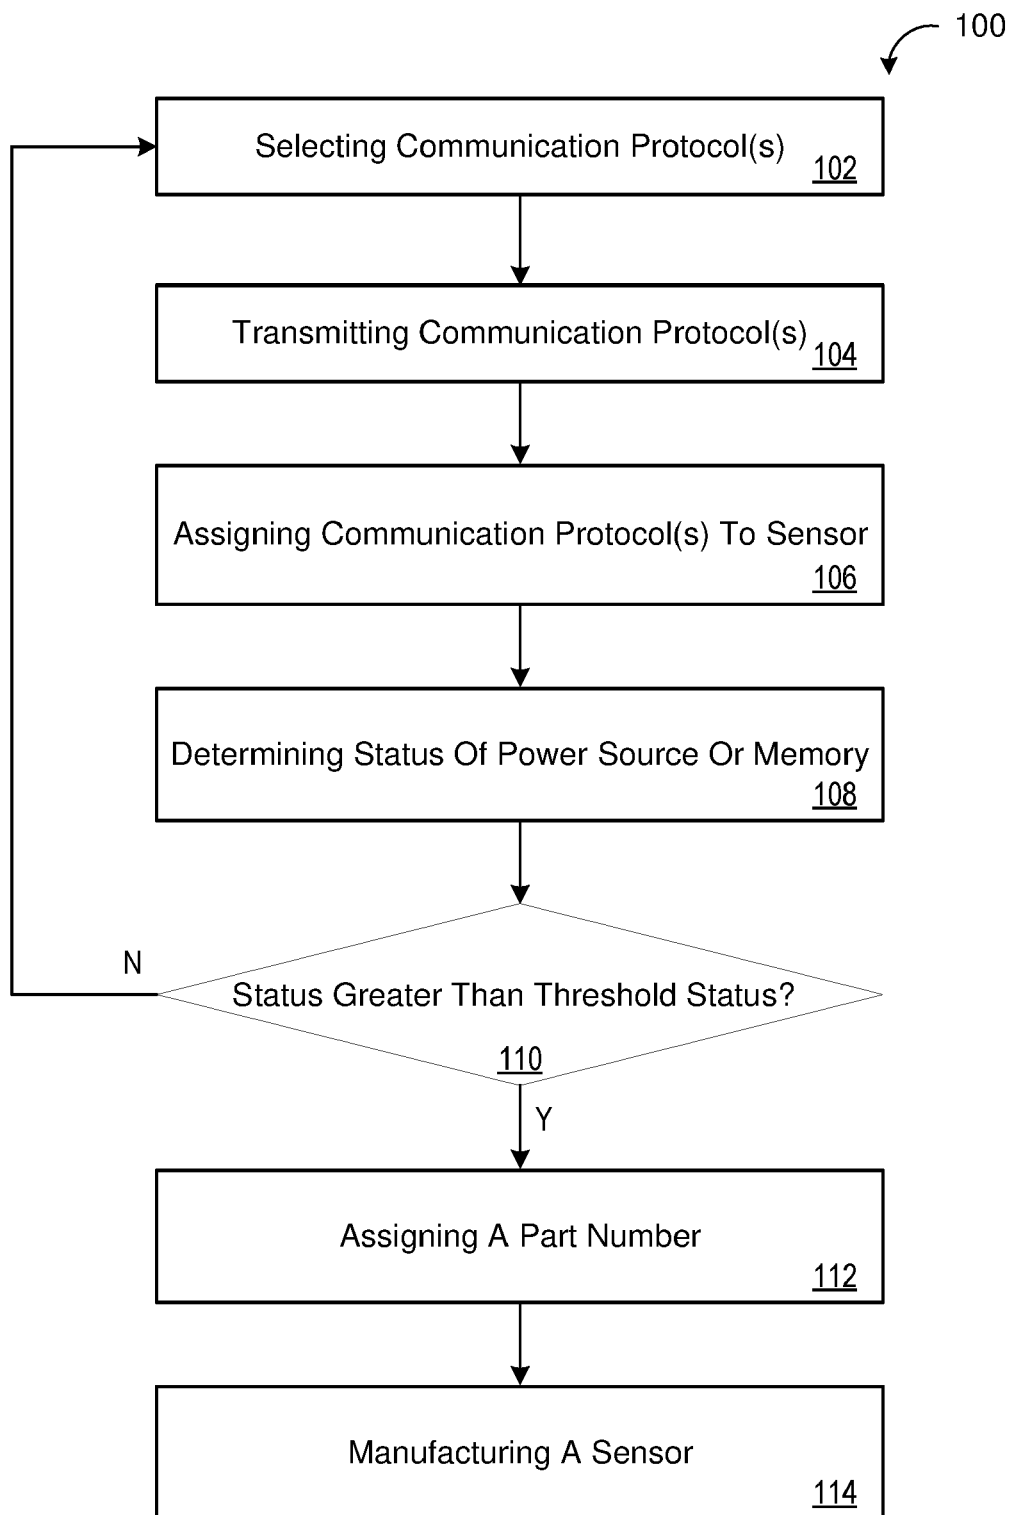 100
Selecting Communication Protocol(s)
102
Transmitting Communication Protocol(s)
104
Assigning Communication Protocol(s) To Sensor
106
Determining Status Of Power Source Or Memory
108
N
Status Greater Than Threshold Status?
110
Y
Assigning A Part Number
112
Manufacturing A Sensor
114